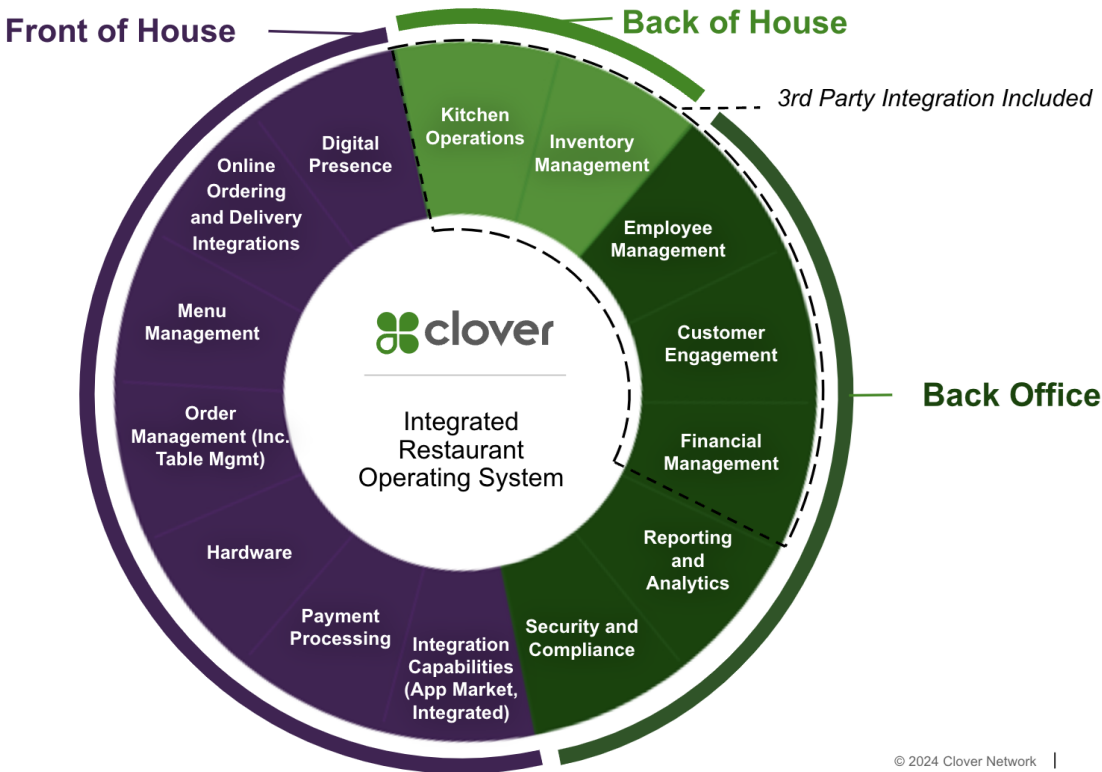 Front of House
Back of House
3rd Party Integration Included
Kitchen
Operations
Inventory
Management
Digital
Presence
Online
Ordering
and Delivery
Integrations
Employee
Management
Menu
Management
Customer
Engagement
clover
Integrated
Restaurant
Operating System
Back Office
Order
Management (Inc.
Table Mgmt)
Financial
Management
Hardware
Reporting
and
Analytics
Payment
Processing
Integration
Capabilities
(App Market,
Integrated)
Security and
Compliance
© 2024 Clover Network |